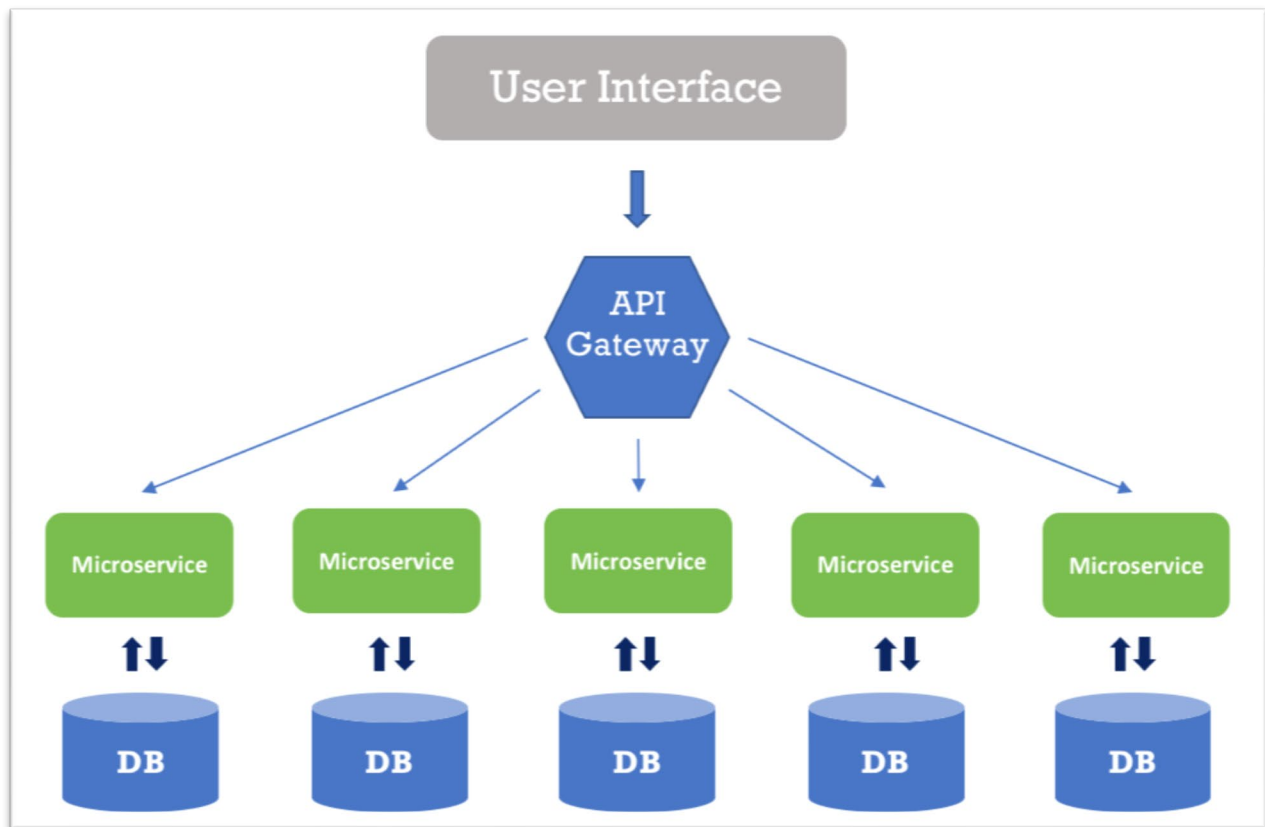 User Interface
API
Gateway
Microservice
Microservice
Microservice
Microservice
Microservice
DB
DB
DB
DB
DB